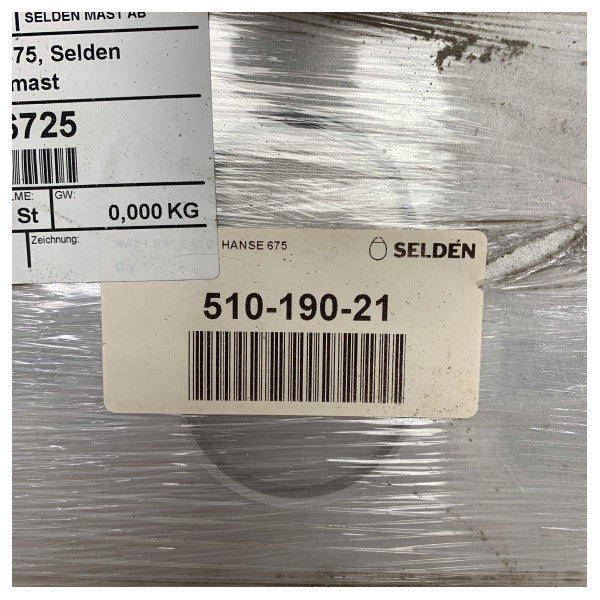 SELDEN MAST AB
675, Selden
mast
6725
ME:
GW:
St
0,000 KG
Zeichnung:
HANSE 675
SELDÉN
510-190-21